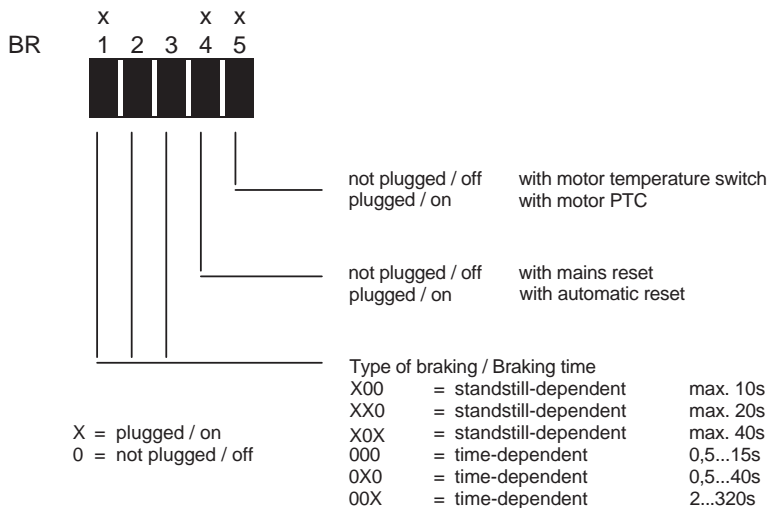 x x x
BR 1 2 3 4 5
not plugged / off with motor temperature switch
plugged / on with motor PTC
not plugged / off with mains reset
plugged / on with automatic reset
Type of braking / Braking time
X00 = standstill-dependent max. 10s
XX0 = standstill-dependent max. 20s
X0X = standstill-dependent max. 40s
000 = time-dependent 0,5...15s
0X0 = time-dependent 0,5...40s
00X = time-dependent 2...320s
X = plugged / on
0 = not plugged / off